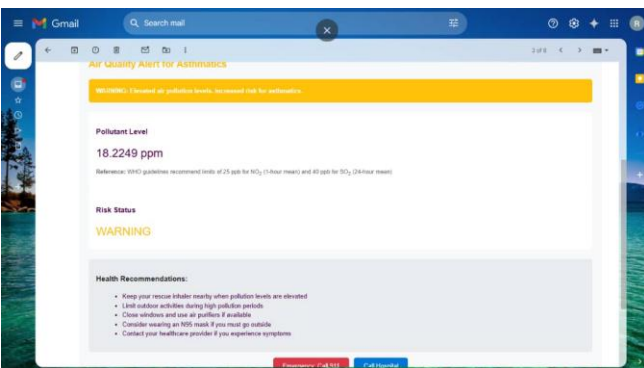 Gmail
Search mail
2 of 8
Air Quality Alert for Asthmatics
WARNING: Elevated air pollution levels. Increased risk for asthmatics.
Pollutant Level
18.2249 ppm
Reference: WHO guidelines recommend limits of 25 ppb for NO₂ (1-hour mean) and 40 ppb for SO₂ (24-hour mean)
Risk Status
WARNING
Health Recommendations:
• Keep your rescue inhaler nearby when pollution levels are elevated
• Limit outdoor activities during high pollution periods
• Close windows and use air purifiers if available
• Consider wearing an N95 mask if you must go outside
• Contact your healthcare provider if you experience symptoms
Emergency: Call 911
Call Hospital